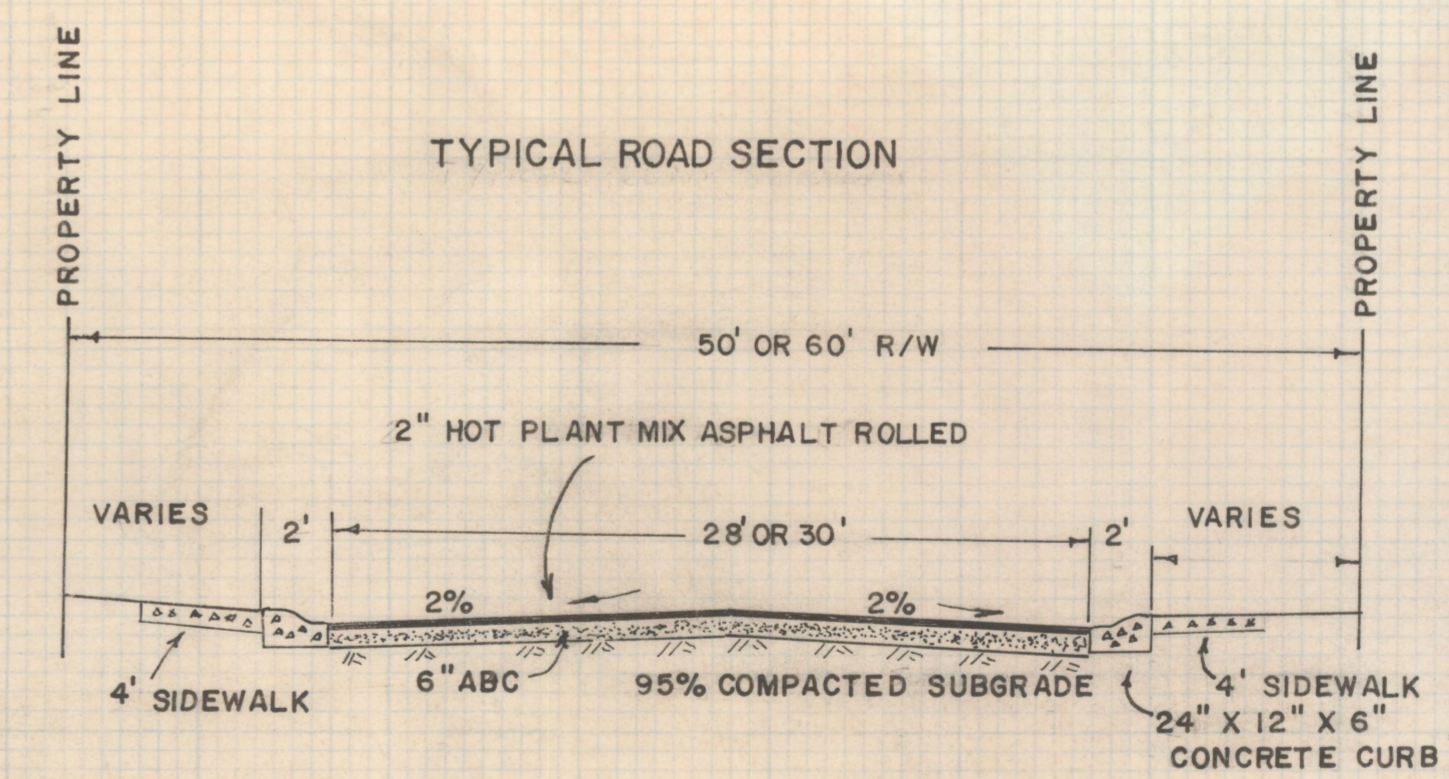 PROPERTY LINE
PROPERTY LINE
TYPICAL ROAD SECTION
50' OR 60' R/W
2" HOT PLANT MIX ASPHALT ROLLED
VARIES
2'
28' OR 30'
2'
VARIES
2%
2%
4' SIDEWALK
6" ABC
95% COMPACTED SUBGRADE
4' SIDEWALK
24" X 12" X 6"
CONCRETE CURB